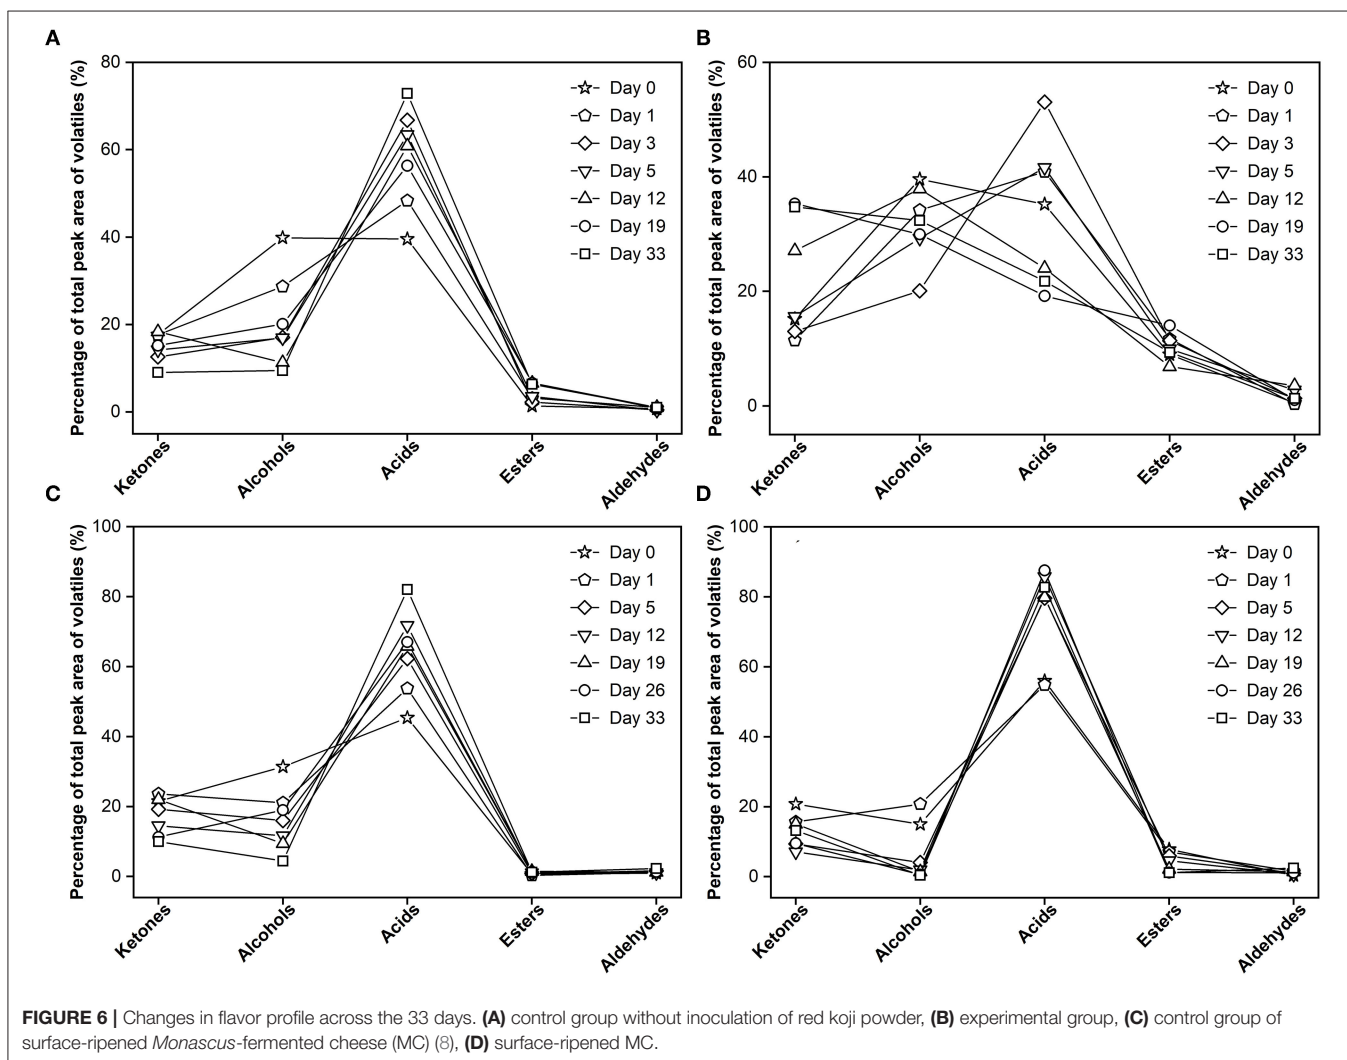 A
Percentage of total peak area of volatiles (%)
80
60
40
20
0
Day 0
Day 1
Day 3
Day 5
Day 12
Day 19
Day 33
Ketones
Alcohols
Acids
Esters
Aldehydes
B
Percentage of total peak area of volatiles (%)
60
40
20
0
Day 0
Day 1
Day 3
Day 5
Day 12
Day 19
Day 33
Ketones
Alcohols
Acids
Esters
Aldehydes
C
Percentage of total peak area of volatiles (%)
100
80
60
40
20
0
Day 0
Day 1
Day 5
Day 12
Day 19
Day 26
Day 33
Ketones
Alcohols
Acids
Esters
Aldehydes
D
Percentage of total peak area of volatiles (%)
100
80
60
40
20
0
Day 0
Day 1
Day 5
Day 12
Day 19
Day 26
Day 33
Ketones
Alcohols
Acids
Esters
Aldehydes
FIGURE 6 | Changes in flavor profile across the 33 days. (A) control group without inoculation of red koji powder, (B) experimental group, (C) control group of
surface-ripened Monascus-fermented cheese (MC) (8), (D) surface-ripened MC.